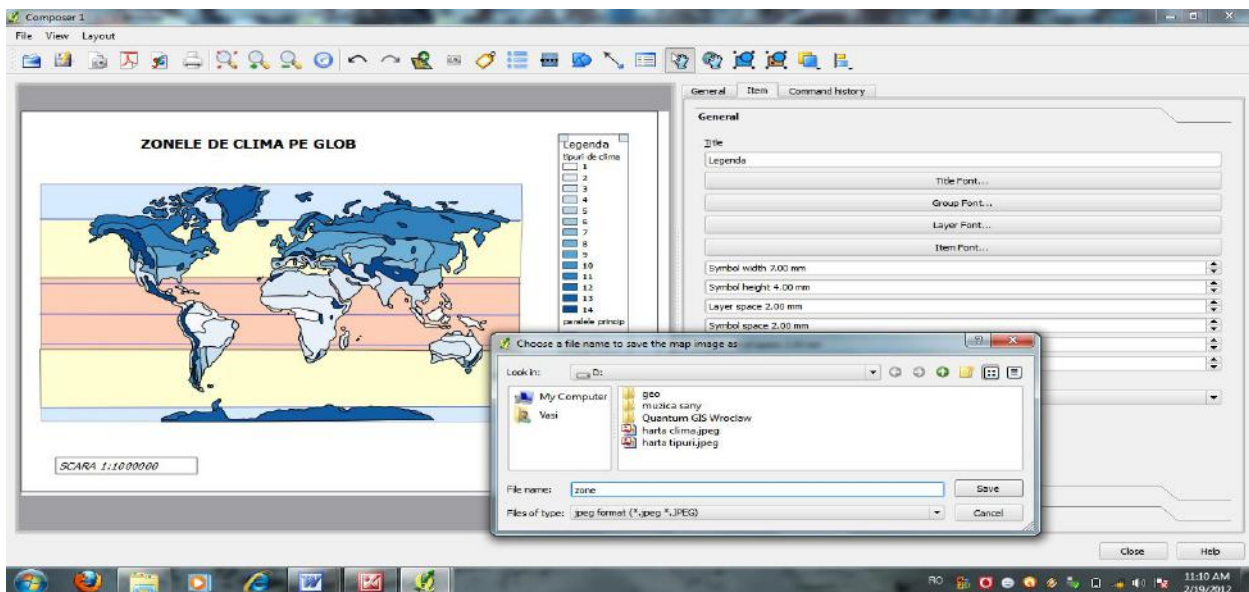 Composer 1
File View Layout
General Item Command history
General
Title
Legenda
Title Font...
Group Font...
Layer Font...
Item Font...
Symbol width 7.00 mm
Symbol height 4.00 mm
Layer space 2.00 mm
Symbol space 2.00 mm
ZONELE DE CLIMA PE GLOB
Legenda
tipuri de clima
1
2
3
4
5
6
7
8
9
10
11
12
13
14
paralele princip
SCARA 1:1000000
Choose a file name to save the map image as
Look in: D:
My Computer
Vasi
geo
muzica sany
Quantum GIS Wroclaw
harta clima.jpeg
harta tipuri.jpeg
File name: zone
Save
Files of type: jpeg format (*.jpeg *.JPEG)
Cancel
Close Help
RO
11:10 AM
2/19/2012